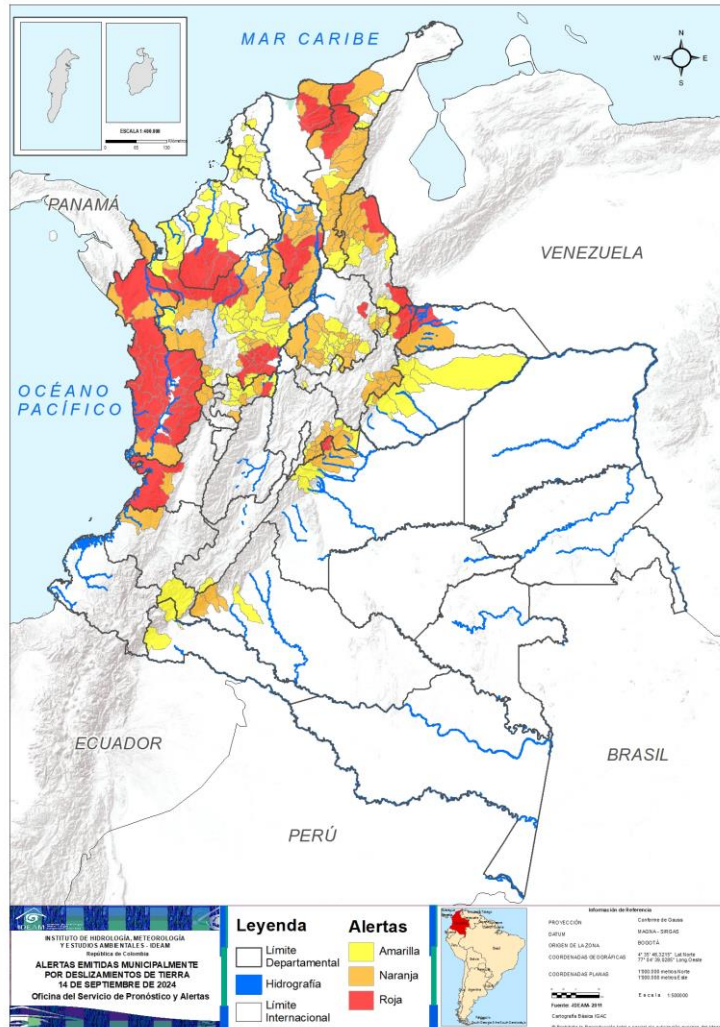 MAR CARIBE
N
W
E
S
ESCALA 1:400.000
PANAMÁ
VENEZUELA
OCÉANO
PACÍFICO
ECUADOR
BRASIL
PERÚ
IDEAM
INSTITUTO DE HIDROLOGÍA, METEOROLOGÍA
Y ESTUDIOS AMBIENTALES - IDEAM
República de Colombia
ALERTAS EMITIDAS MUNICIPALMENTE
POR DESLIZAMIENTOS DE TIERRA
14 DE SEPTIEMBRE DE 2024
Oficina del Servicio de Pronóstico y Alertas
Leyenda
Límite
Departamental
Hidrografía
Límite
Internacional
Alertas
Amarilla
Naranja
Roja
Información de Referencia
PROYECCIÓN Conforme de Gauss
DATUM MAGNA - SIRGAS
ORIGEN DE LA ZONA BOGOTÁ
COORDENADAS GEOGRÁFICAS
COORDENADAS PLANAS
Escala
Fuente: IDEAM
Cartografía Básica IGAC